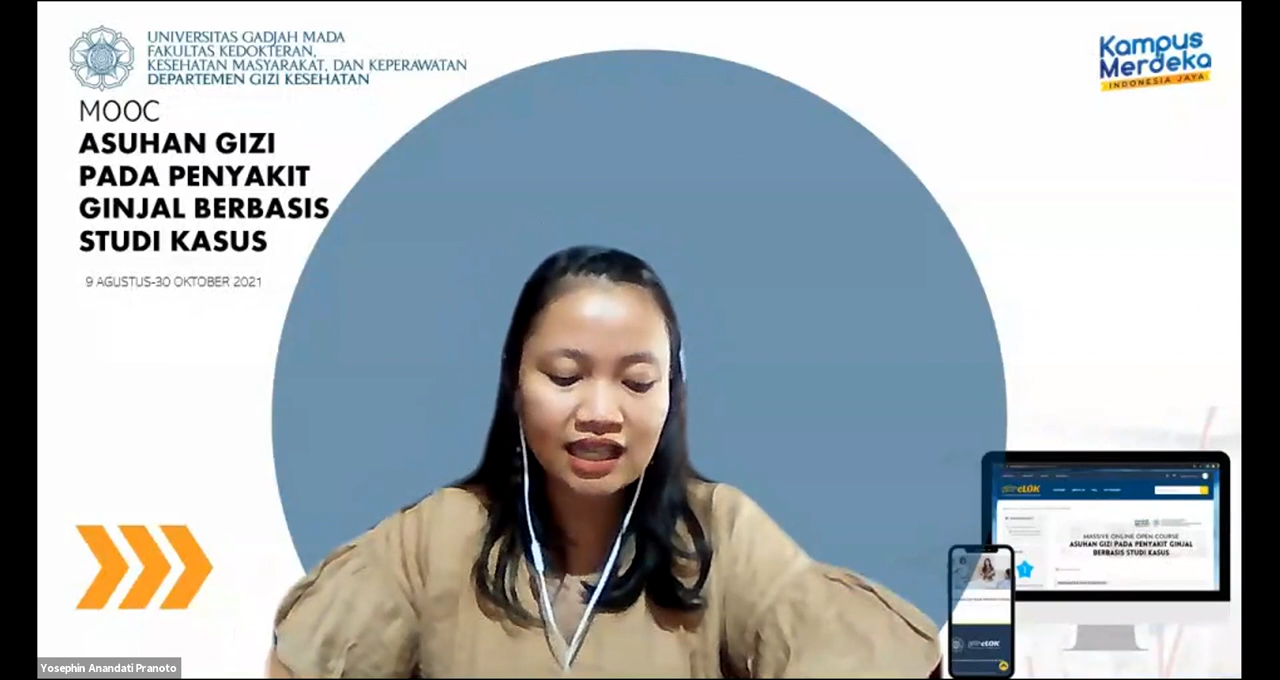 UNIVERSITAS GADJAH MADA
FAKULTAS KEDOKTERAN,
KESEHATAN MASYARAKAT, DAN KEPERAWATAN
DEPARTEMEN GIZI KESEHATAN
Kampus
Merdeka
INDONESIA JAYA
MOOC
ASUHAN GIZI
PADA PENYAKIT
GINJAL BERBASIS
STUDI KASUS
9 AGUSTUS-30 OKTOBER 2021
eLOK
MASSIVE ONLINE OPEN COURSE
ASUHAN GIZI PADA PENYAKIT GINJAL
BERBASIS STUDI KASUS
eLOK
Yosephin Anandati Pranoto